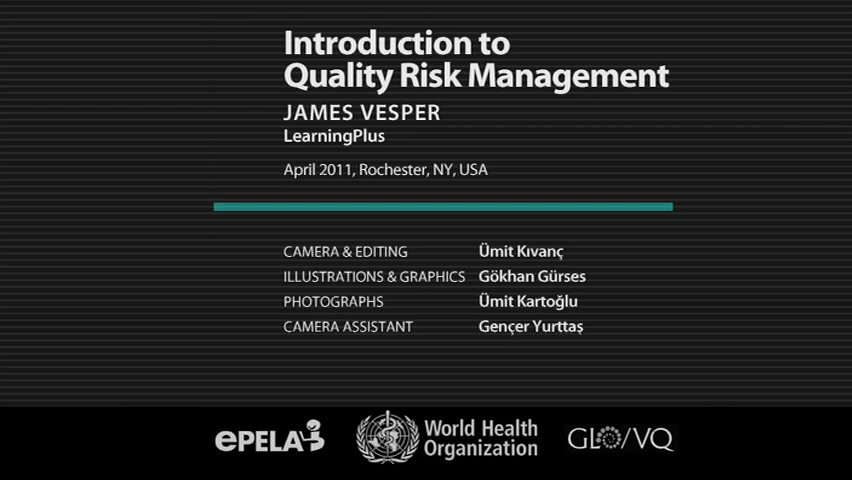 Introduction to
Quality Risk Management
JAMES VESPER
LearningPlus
April 2011, Rochester, NY, USA
CAMERA & EDITING Ümit Kıvanç
ILLUSTRATIONS & GRAPHICS Gökhan Gürses
PHOTOGRAPHS Ümit Kartoğlu
CAMERA ASSISTANT Gençer Yurttaş
ePELA
World Health
Organization
GLO/VQ